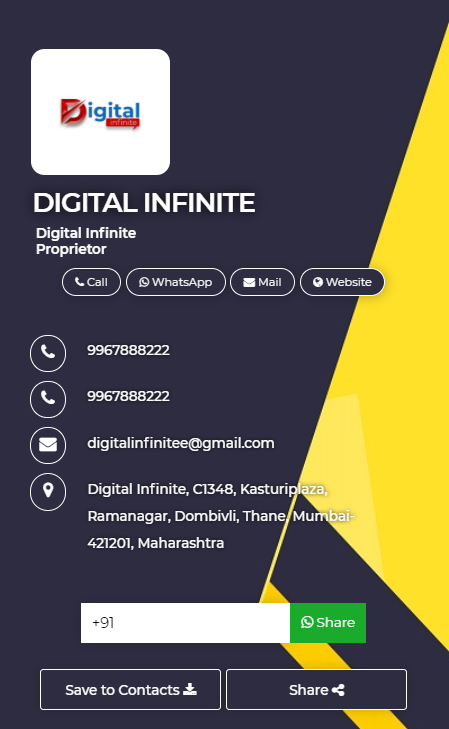 Digital
infinite
DIGITAL INFINITE
Digital Infinite
Proprietor
Call WhatsApp Mail Website
9967888222
9967888222
digitalinfinitee@gmail.com
Digital Infinite, C1348, Kasturiplaza,
Ramanagar, Dombivli, Thane, Mumbai-
421201, Maharashtra
+91 Share
Save to Contacts Share